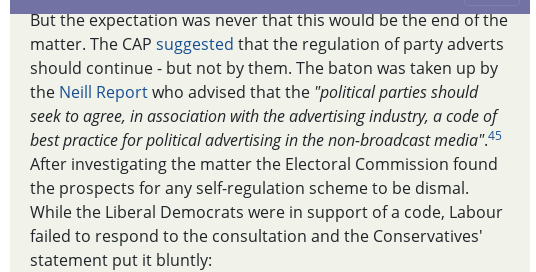 But the expectation was never that this would be the end of the
matter. The CAP suggested that the regulation of party adverts
should continue - but not by them. The baton was taken up by
the Neill Report who advised that the "political parties should
seek to agree, in association with the advertising industry, a code of
best practice for political advertising in the non-broadcast media".45
After investigating the matter the Electoral Commission found
the prospects for any self-regulation scheme to be dismal.
While the Liberal Democrats were in support of a code, Labour
failed to respond to the consultation and the Conservatives'
statement put it bluntly: